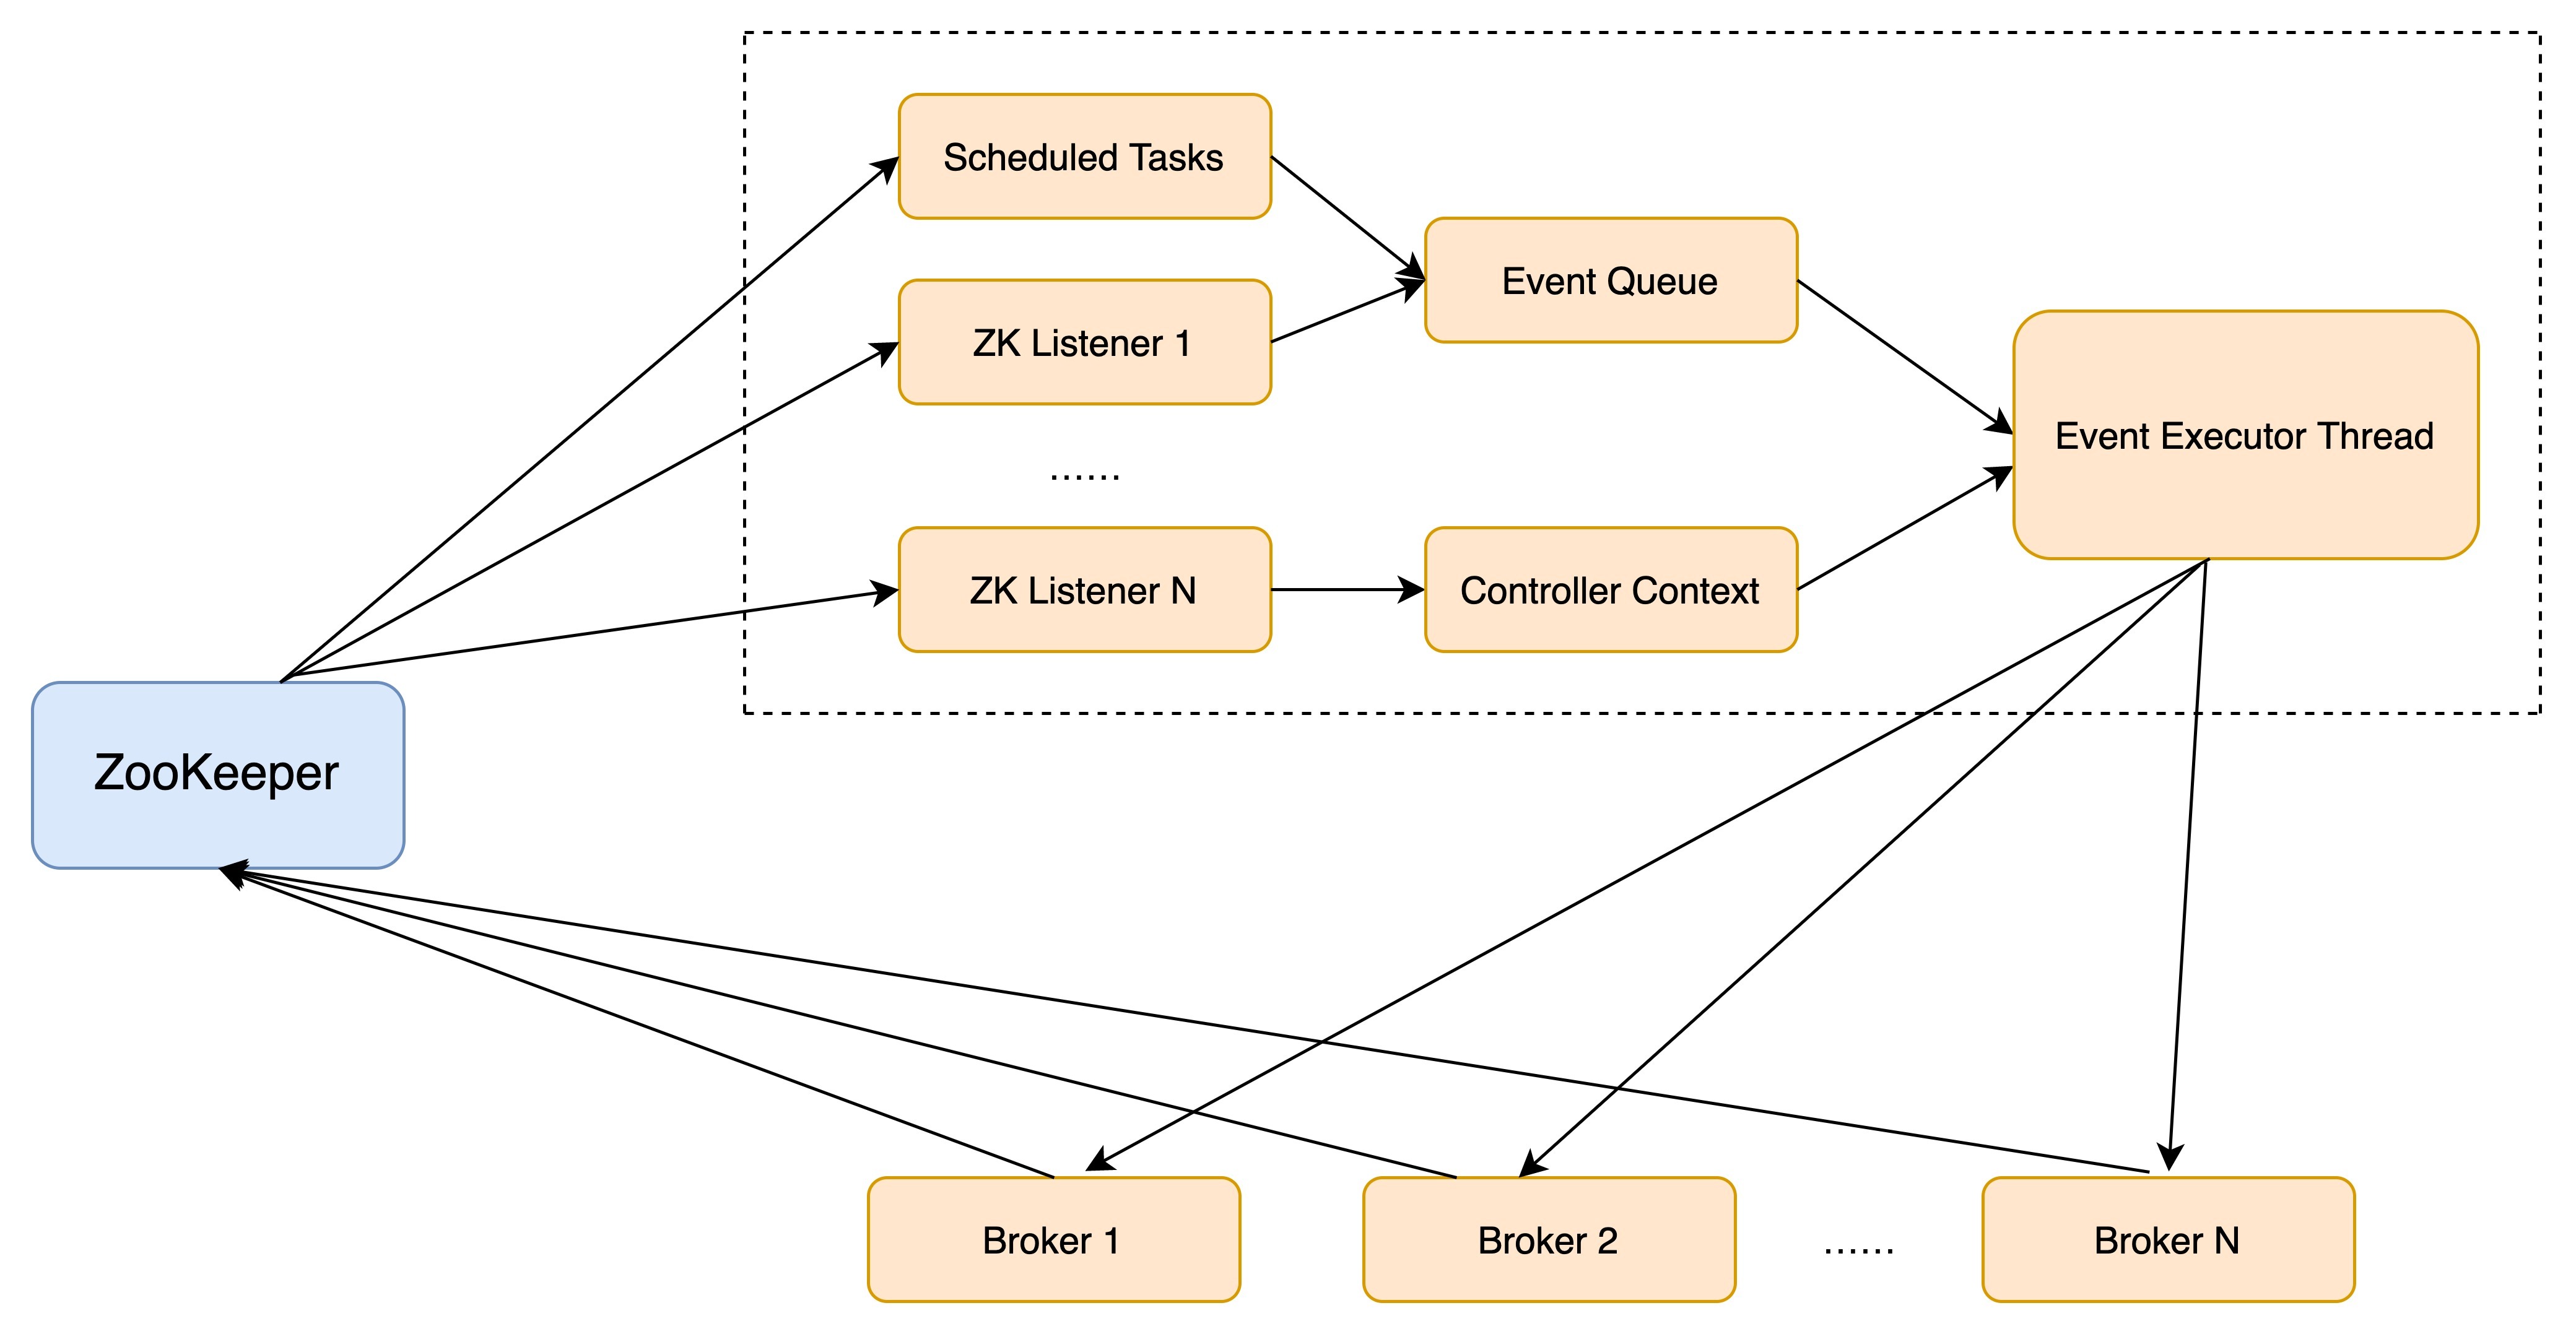 Scheduled Tasks
Event Queue
ZK Listener 1
Event Executor Thread
......
ZK Listener N
Controller Context
ZooKeeper
Broker 1
Broker 2
......
Broker N